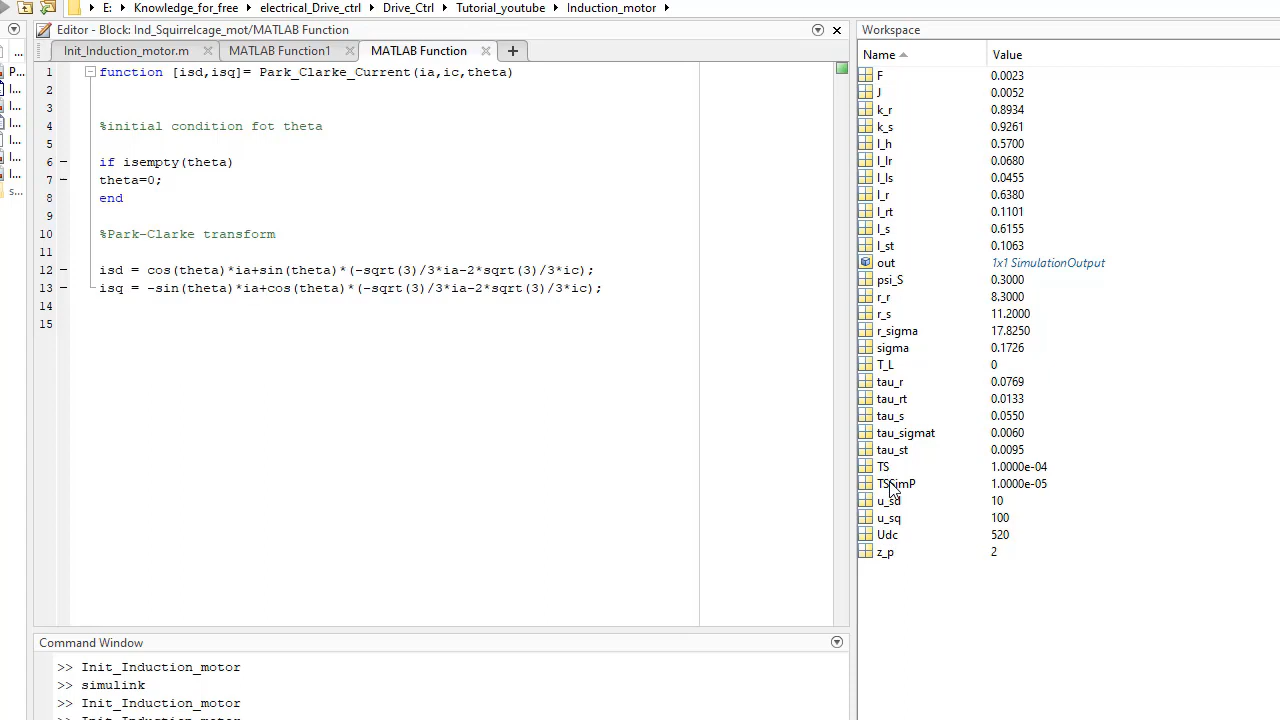 E: Knowledge_for_free electrical_Drive_ctrl Drive_Ctrl Tutorial_youtube Induction_motor
Editor - Block: Ind_Squirrelcage_mot/MATLAB Function
Init_Induction_motor.m MATLAB Function1 MATLAB Function
1 function [isd,isq]= Park_Clarke_Current(ia,ic,theta)
2
3
4 %initial condition fot theta
5
6 if isempty(theta)
7 theta=0;
8 end
9
10 %Park-Clarke transform
11
12 isd = cos(theta)*ia+sin(theta)*(-sqrt(3)/3*ia-2*sqrt(3)/3*ic);
13 isq = -sin(theta)*ia+cos(theta)*(-sqrt(3)/3*ia-2*sqrt(3)/3*ic);
14
15
Command Window
>> Init_Induction_motor
>> simulink
>> Init_Induction_motor
Workspace
Name Value
F 0.0023
J 0.0052
k_r 0.8934
k_s 0.9261
l_h 0.5700
l_lr 0.0680
l_ls 0.0455
l_r 0.6380
l_rt 0.1101
l_s 0.6155
l_st 0.1063
out 1x1 SimulationOutput
psi_S 0.3000
r_r 8.3000
r_s 11.2000
r_sigma 17.8250
sigma 0.1726
T_L 0
tau_r 0.0769
tau_rt 0.0133
tau_s 0.0550
tau_sigmat 0.0060
tau_st 0.0095
TS 1.0000e-04
TSSimP 1.0000e-05
u_sd 10
u_sq 100
Udc 520
z_p 2